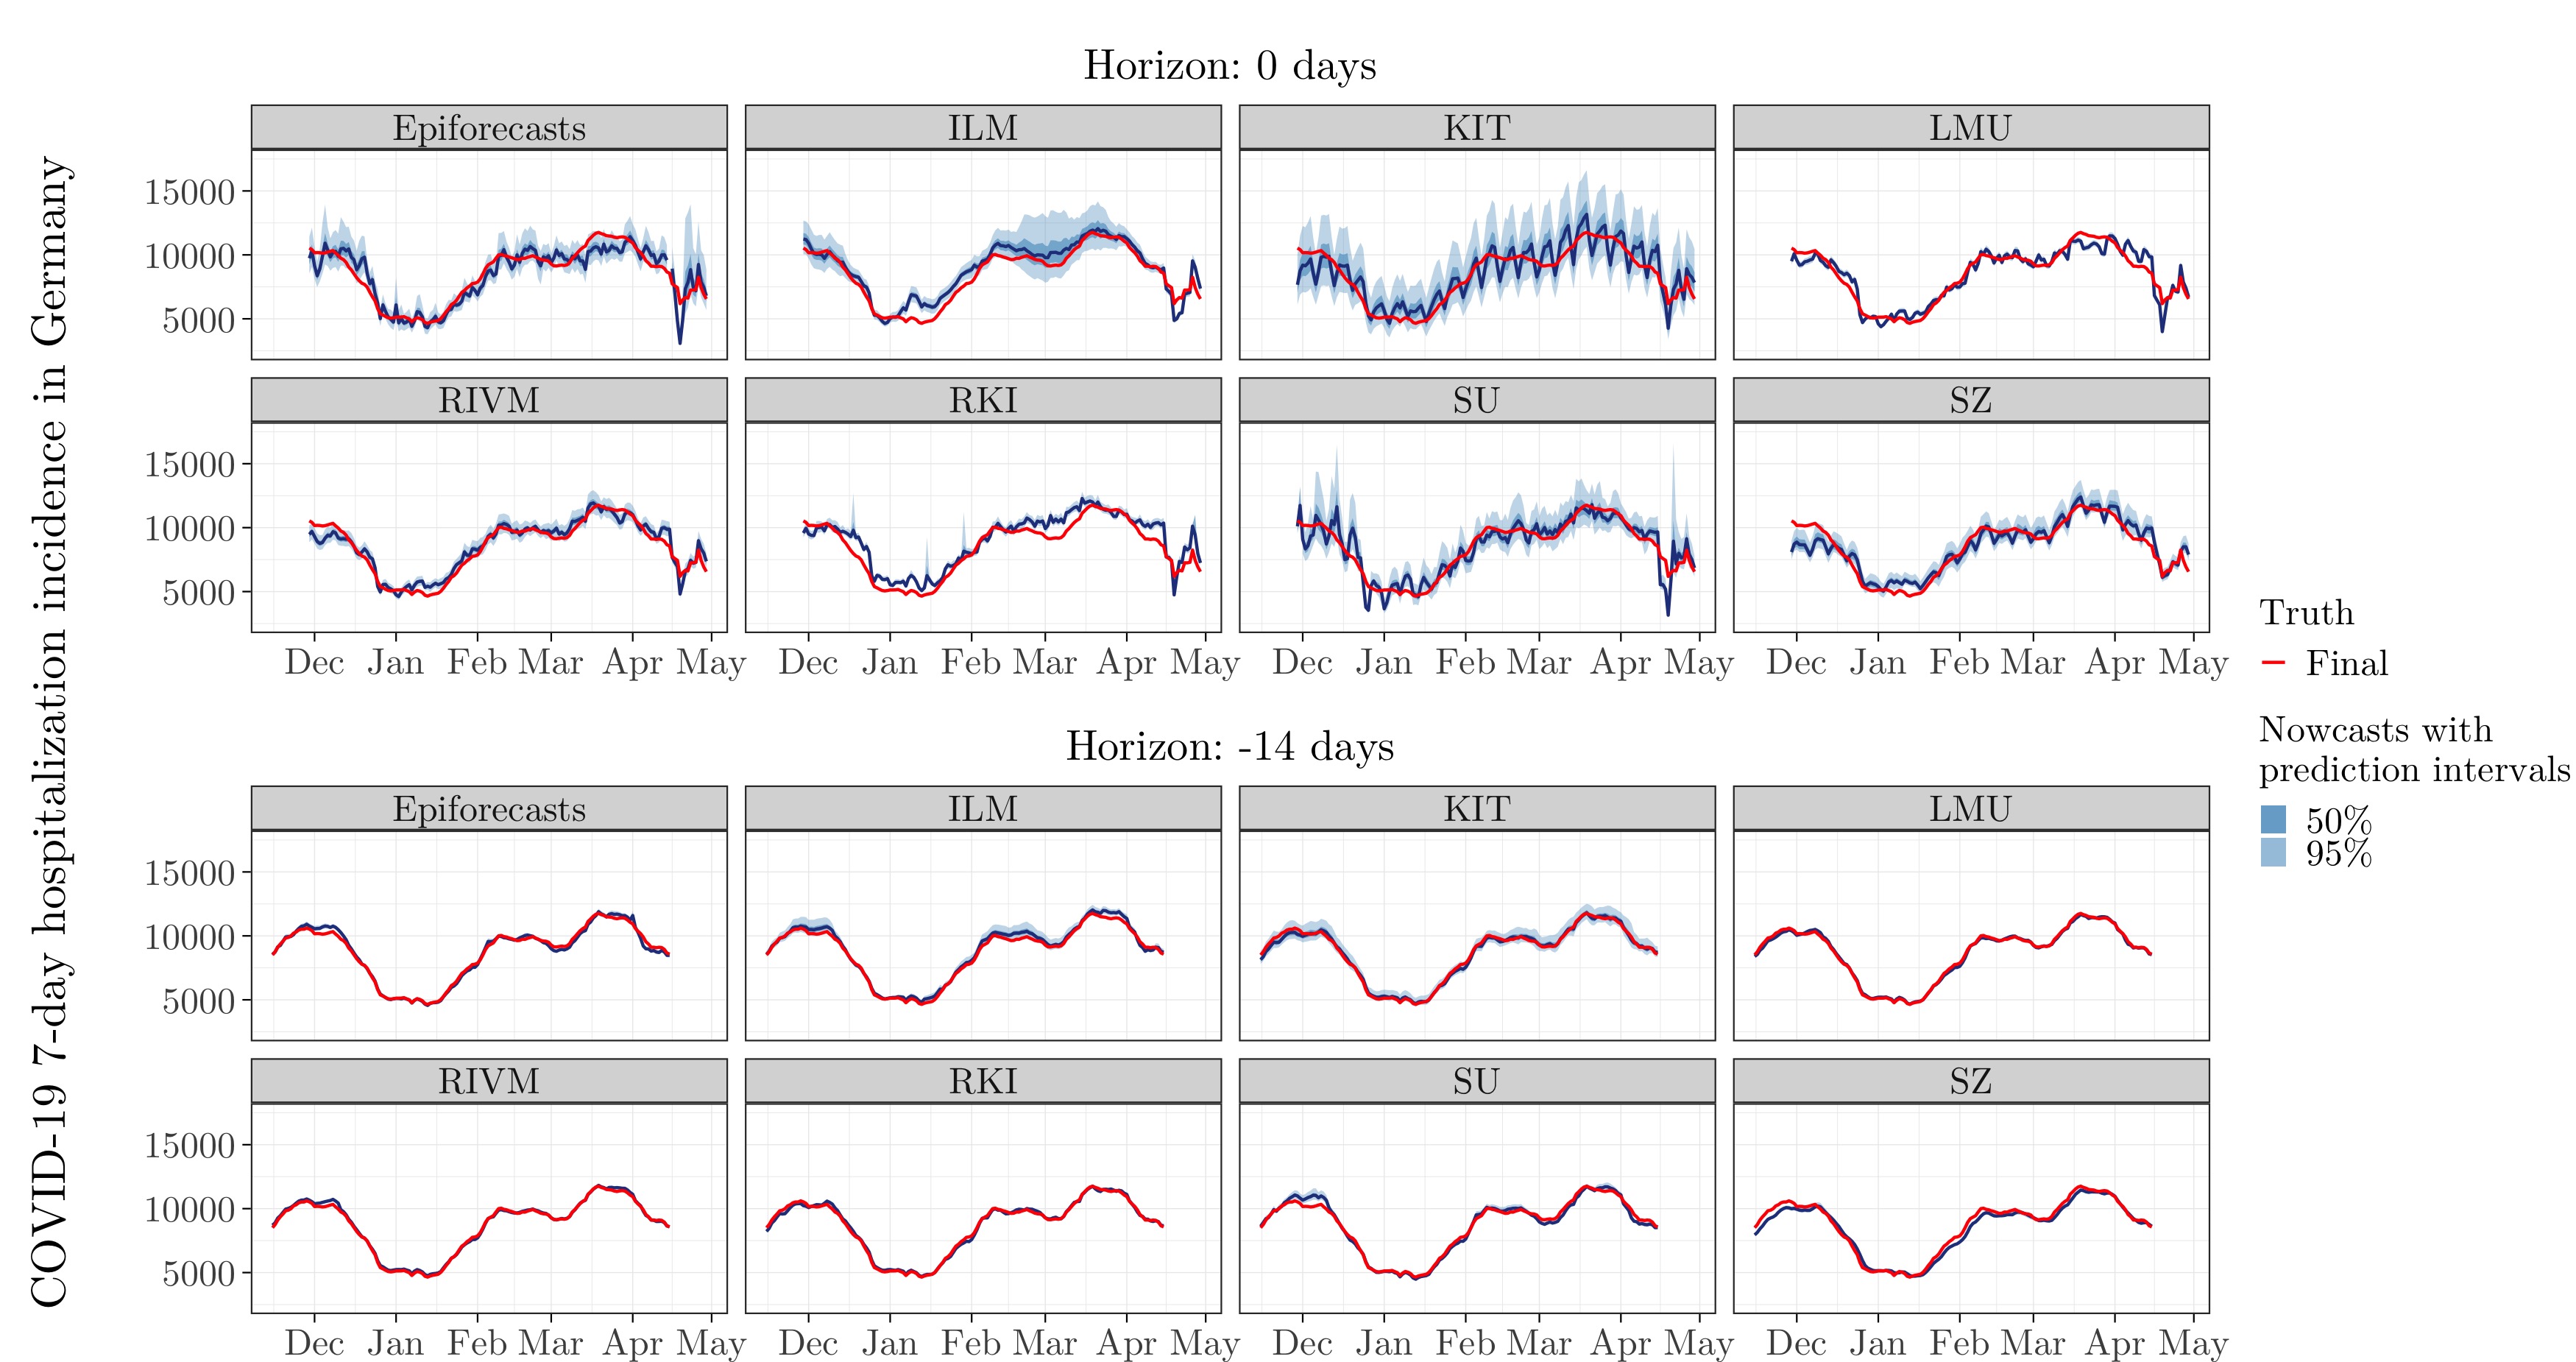 Horizon: 0 days
COVID-19 7-day hospitalization incidence in Germany
Epiforecasts ILM KIT LMU
15000
10000
5000
RIVM RKI SU SZ
15000
10000
5000
Dec Jan Feb Mar Apr May Dec Jan Feb Mar Apr May Dec Jan Feb Mar Apr May Dec Jan Feb Mar Apr May
Horizon: -14 days
Epiforecasts ILM KIT LMU
15000
10000
5000
RIVM RKI SU SZ
15000
10000
5000
Dec Jan Feb Mar Apr May Dec Jan Feb Mar Apr May Dec Jan Feb Mar Apr May Dec Jan Feb Mar Apr May
Truth
Final
Nowcasts with
prediction intervals
50%
95%